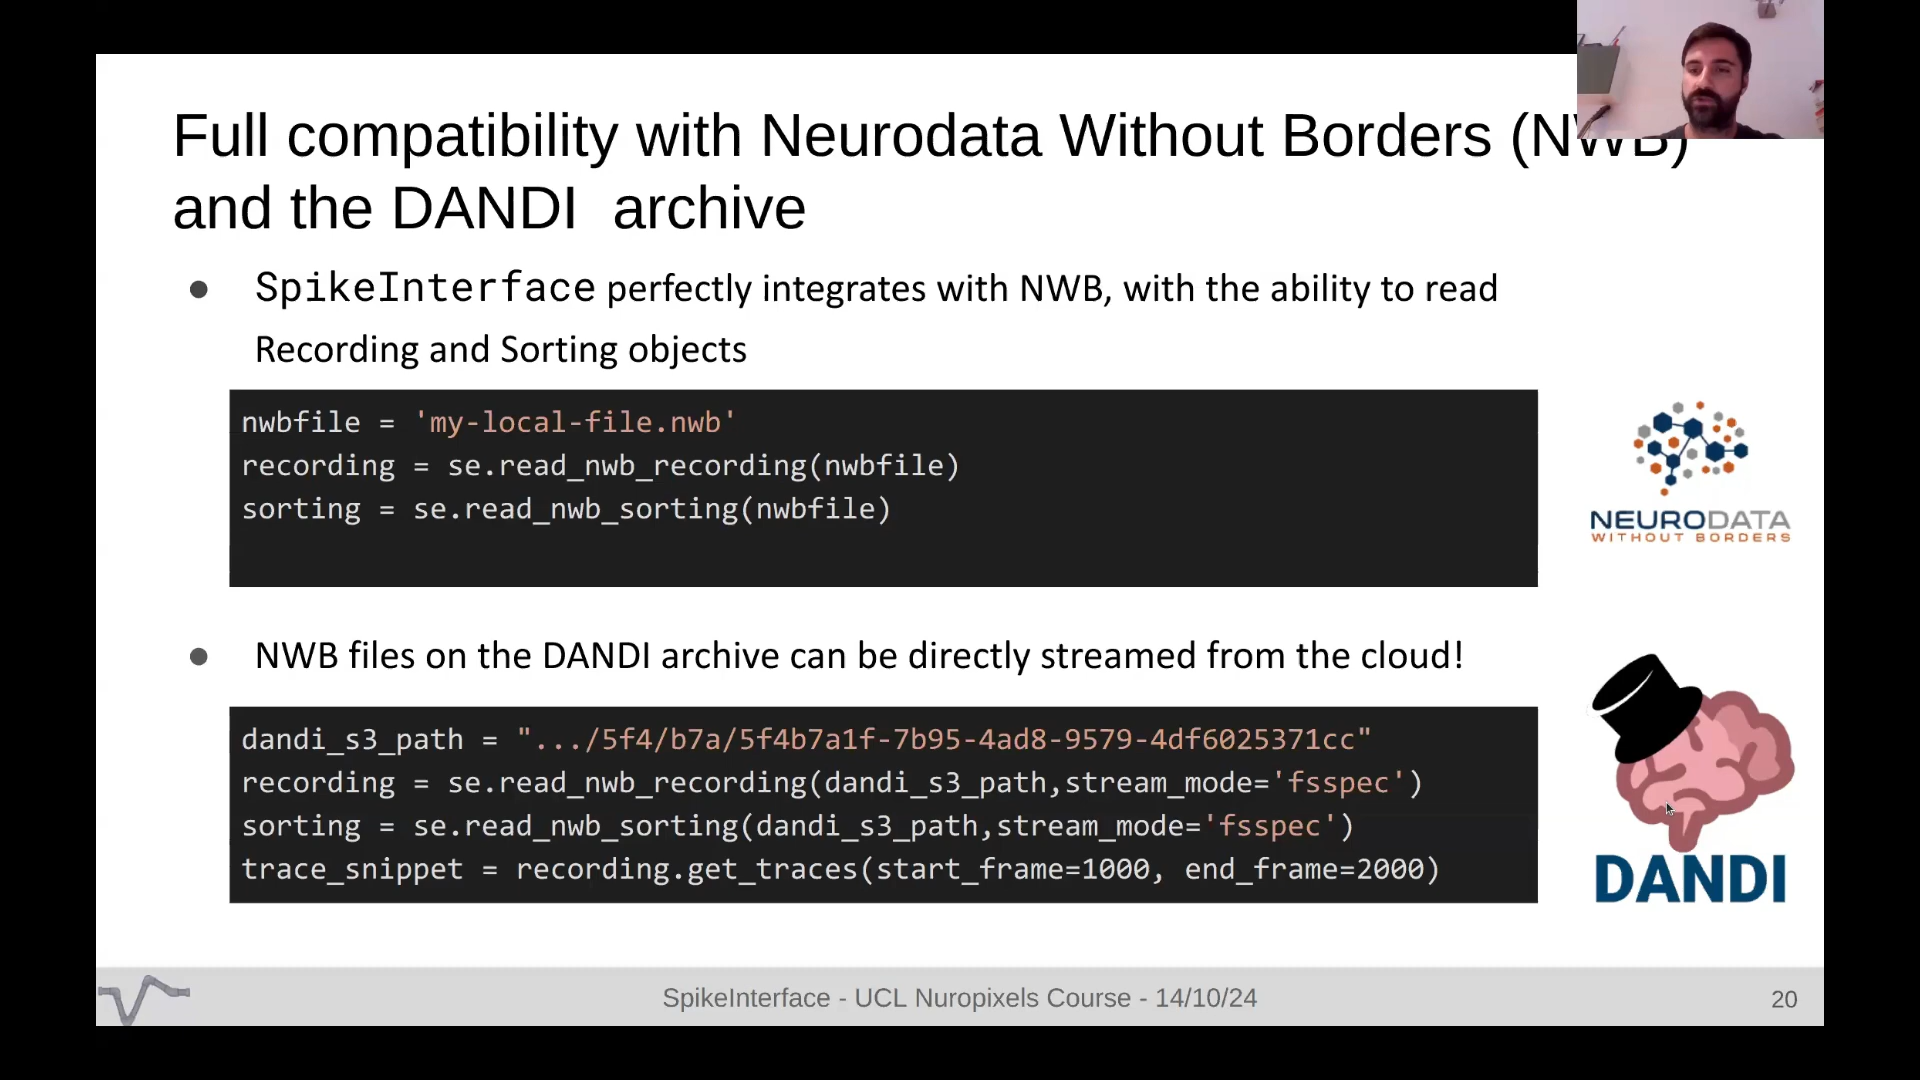 Full compatibility with Neurodata Without Borders (NWB)
and the DANDI archive
● SpikeInterface perfectly integrates with NWB, with the ability to read
Recording and Sorting objects
nwbfile = 'my-local-file.nwb'
recording = se.read_nwb_recording(nwbfile)
sorting = se.read_nwb_sorting(nwbfile)
NEURODATA
WITHOUT BORDERS
● NWB files on the DANDI archive can be directly streamed from the cloud!
dandi_s3_path = ".../5f4/b7a/5f4b7a1f-7b95-4ad8-9579-4df6025371cc"
recording = se.read_nwb_recording(dandi_s3_path,stream_mode='fsspec')
sorting = se.read_nwb_sorting(dandi_s3_path,stream_mode='fsspec')
trace_snippet = recording.get_traces(start_frame=1000, end_frame=2000)
DANDI
SpikeInterface - UCL Nuropixels Course - 14/10/24
20